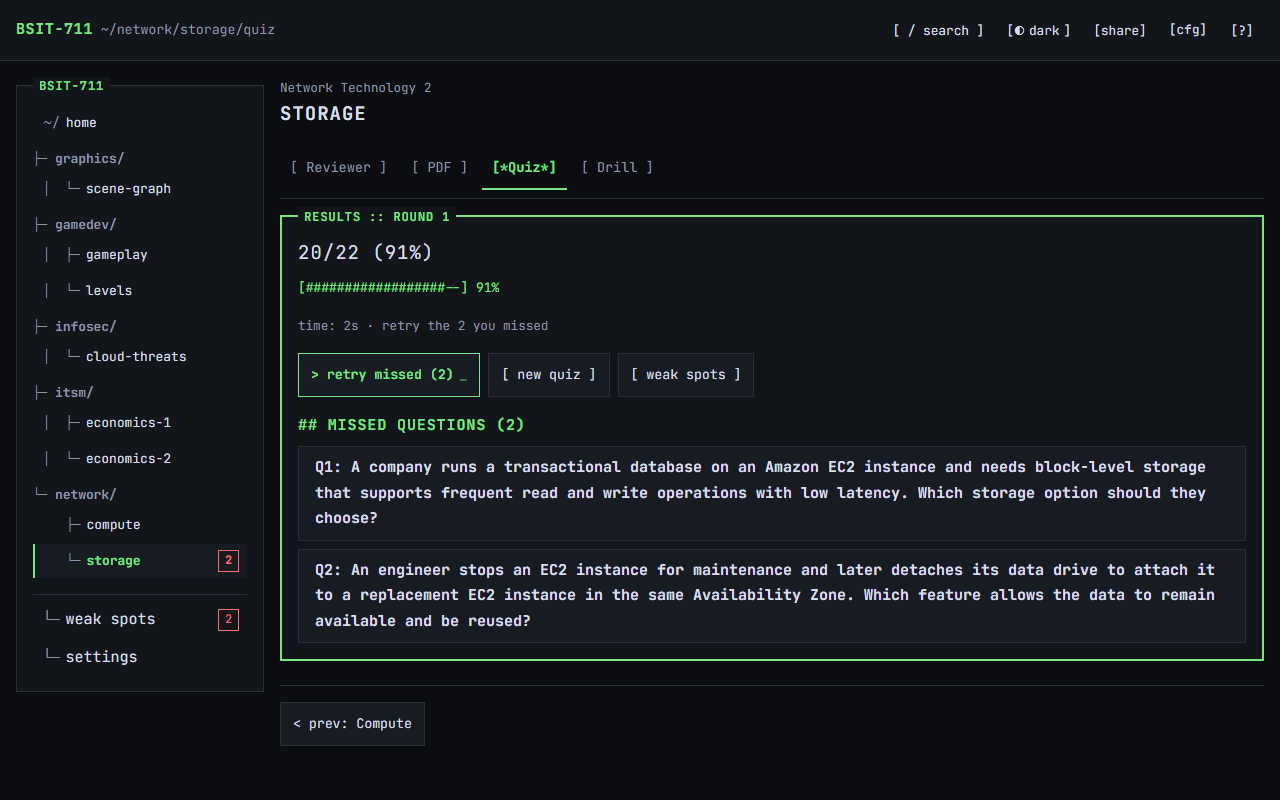 BSIT-711 ~/network/storage/quiz
[ / search ] [◐ dark ] [share] [cfg] [?]
BSIT-711
~/ home
├─ graphics/
│ └─ scene-graph
├─ gamedev/
│ ├─ gameplay
│ └─ levels
├─ infosec/
│ └─ cloud-threats
├─ itsm/
│ ├─ economics-1
│ └─ economics-2
└─ network/
├─ compute
└─ storage 2
└─ weak spots 2
└─ settings
Network Technology 2
STORAGE
[ Reviewer ] [ PDF ] [*Quiz*] [ Drill ]
RESULTS :: ROUND 1
20/22 (91%)
[##################--] 91%
time: 2s · retry the 2 you missed
> retry missed (2) _ [ new quiz ] [ weak spots ]
## MISSED QUESTIONS (2)
Q1: A company runs a transactional database on an Amazon EC2 instance and needs block-level storage
that supports frequent read and write operations with low latency. Which storage option should they
choose?
Q2: An engineer stops an EC2 instance for maintenance and later detaches its data drive to attach it
to a replacement EC2 instance in the same Availability Zone. Which feature allows the data to remain
available and be reused?
< prev: Compute